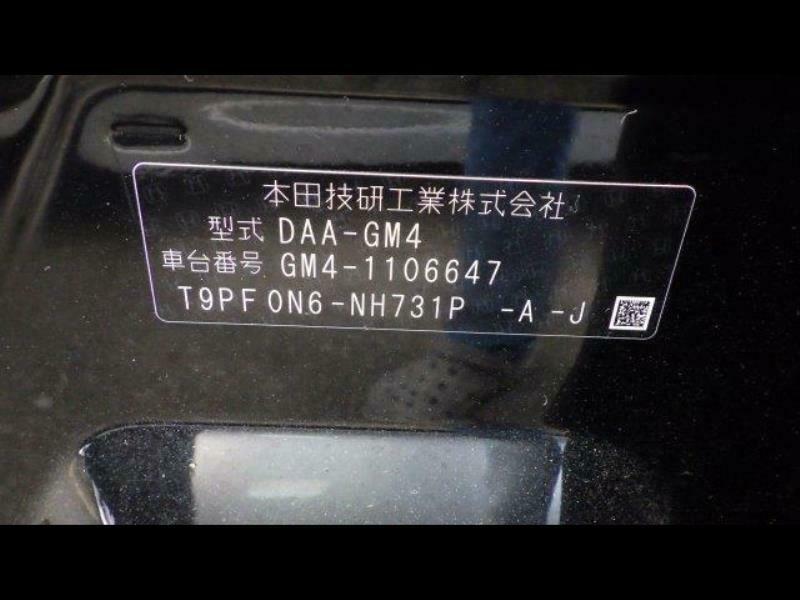 本田技研工業株式会社
型式 DAA-GM4
車台番号 GM4-1106647
T9PF0N6-NH731P -A -J